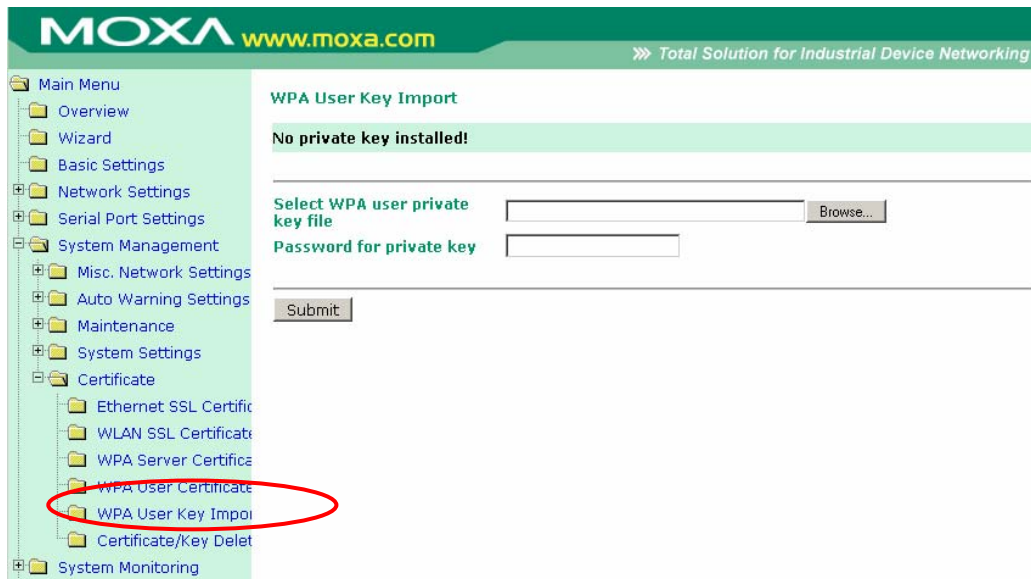 MOXA www.moxa.com
Total Solution for Industrial Device Networking
Main Menu
Overview
Wizard
Basic Settings
Network Settings
Serial Port Settings
System Management
Misc. Network Settings
Auto Warning Settings
Maintenance
System Settings
Certificate
Ethernet SSL Certific
WLAN SSL Certificate
WPA Server Certifica
WPA User Certificate
WPA User Key Impor
Certificate/Key Delet
System Monitoring
WPA User Key Import
No private key installed!
Select WPA user private
key file
Browse...
Password for private key
Submit